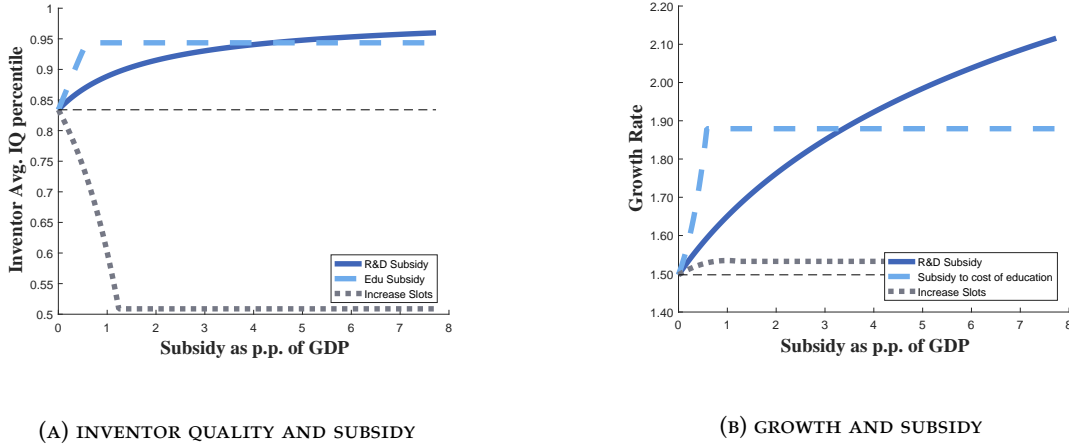 Inventor Avg. IQ percentile
1
0.95
0.9
0.85
0.8
0.75
0.7
0.65
0.6
0.55
0.5
0 1 2 3 4 5 6 7 8
Subsidy as p.p. of GDP
R&D Subsidy
Edu Subsidy
Increase Slots
(A) INVENTOR QUALITY AND SUBSIDY
Growth Rate
2.20
2.10
2.00
1.90
1.80
1.70
1.60
1.50
1.40
0 1 2 3 4 5 6 7 8
Subsidy as p.p. of GDP
R&D Subsidy
Subsidy to cost of education
Increase Slots
(B) GROWTH AND SUBSIDY